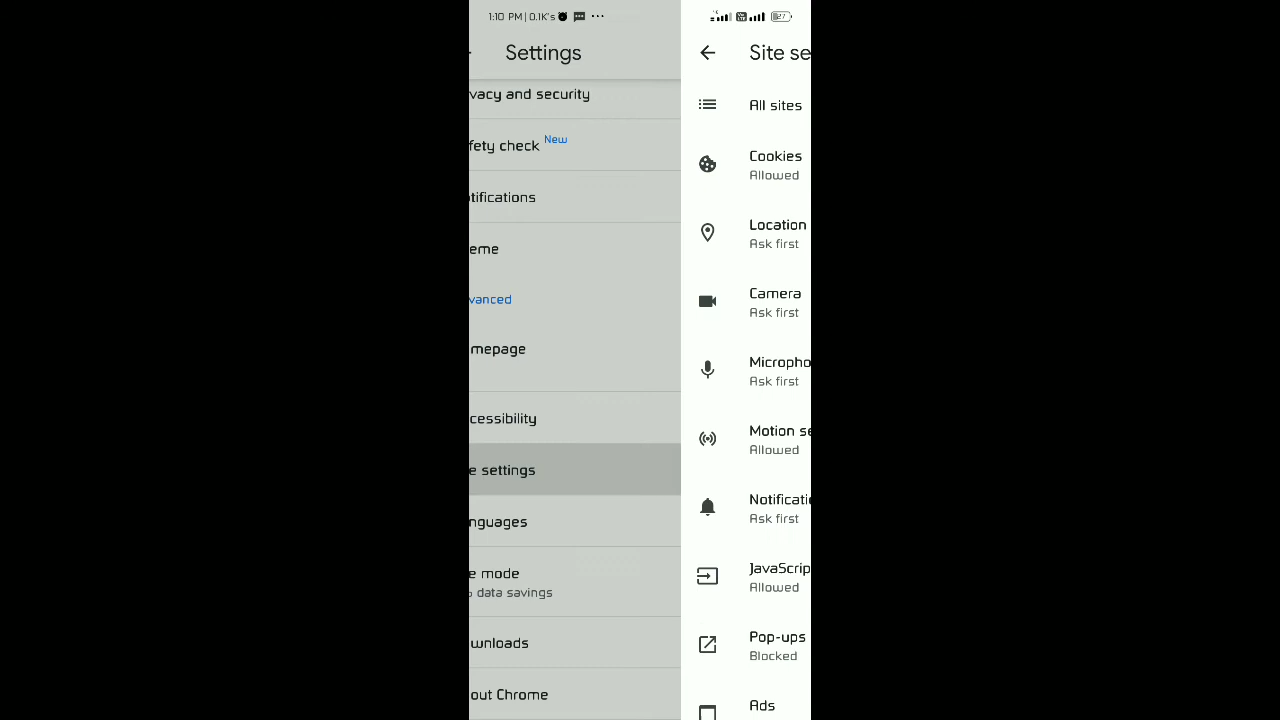 1:10 PM | 0.1K's
27
Settings
vacy and security
fety check New
tifications
eme
vanced
mepage
cessibility
e settings
nguages
e mode
data savings
wnloads
out Chrome
Site se
All sites
Cookies
Allowed
Location
Ask first
Camera
Ask first
Micropho
Ask first
Motion se
Allowed
Notificati
Ask first
JavaScrip
Allowed
Pop-ups
Blocked
Ads